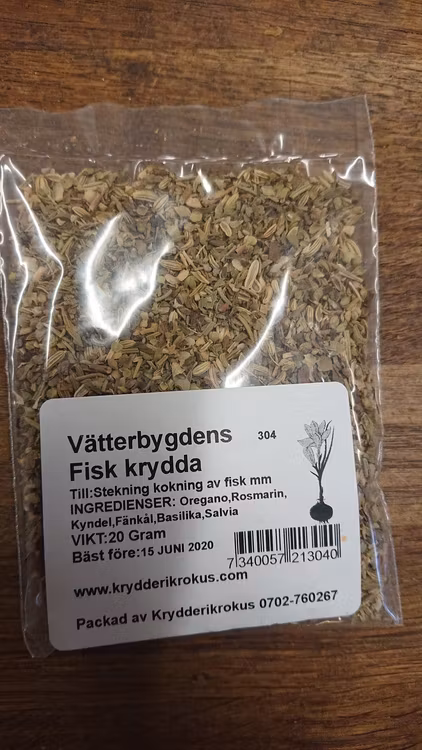 Vätterbygdens 304
Fisk krydda
Till:Stekning kokning av fisk mm
INGREDIENSER: Oregano,Rosmarin,
Kyndel,Fänkål,Basilika,Salvia
VIKT:20 Gram
Bäst före:15 JUNI 2020
7 340057 213040
www.krydderikrokus.com
Packad av Krydderikrokus 0702-760267